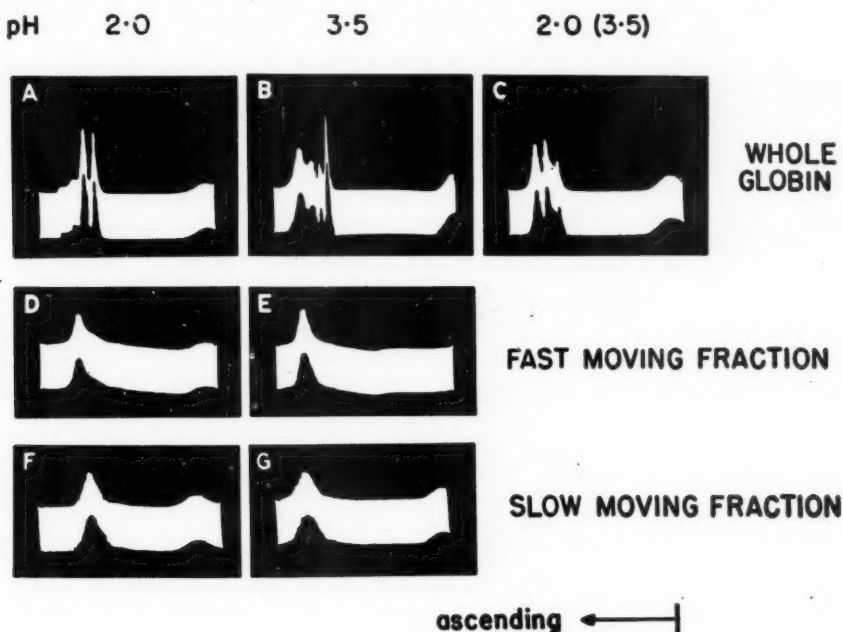 pH 2·0 3·5 2·0 (3·5)
A B C
WHOLE
GLOBIN
D E
FAST MOVING FRACTION
F G
SLOW MOVING FRACTION
ascending